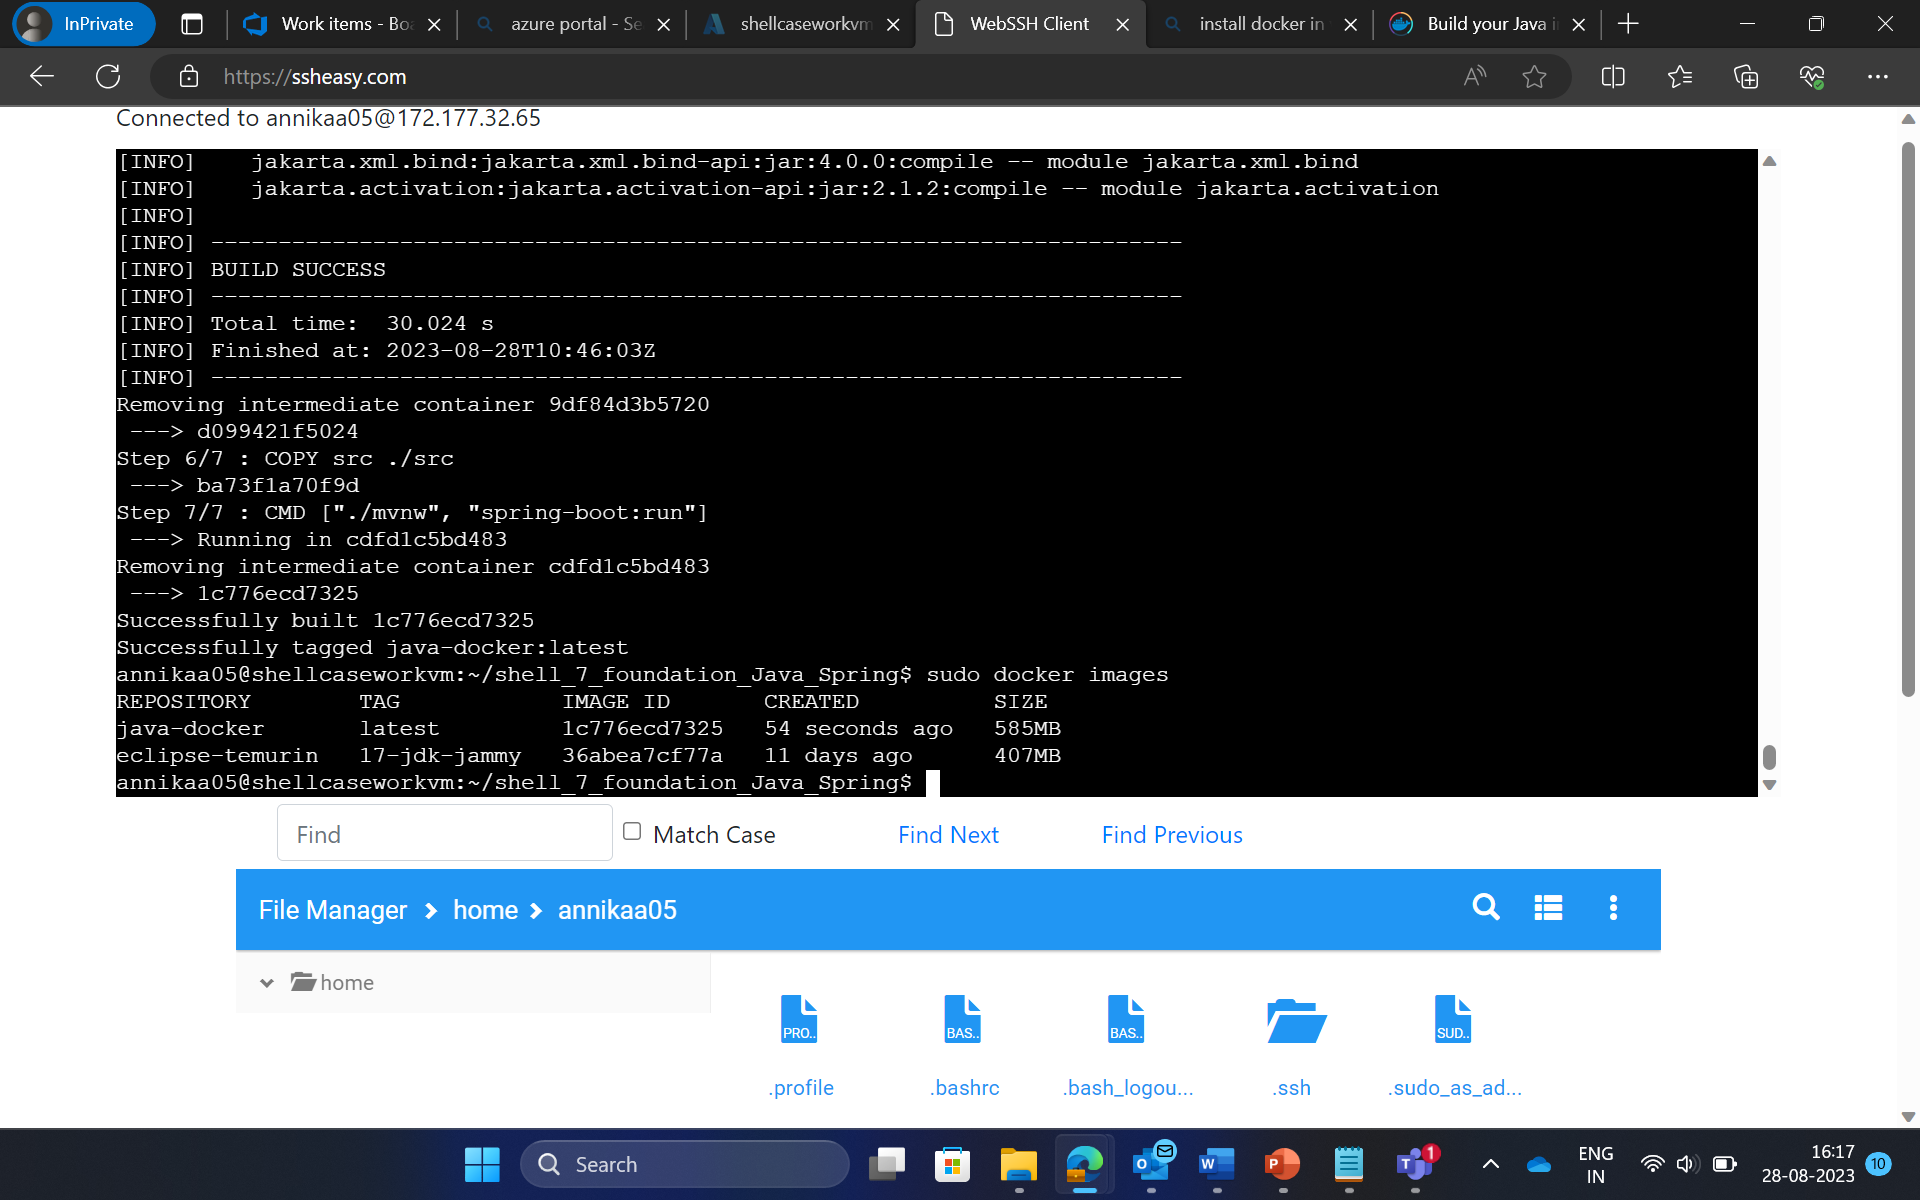 InPrivate
Work items - Bo
azure portal - Se
shellcaseworkvm
WebSSH Client
install docker in
Build your Java i
https://ssheasy.com
Connected to annikaa05@172.177.32.65
[INFO]    jakarta.xml.bind:jakarta.xml.bind-api:jar:4.0.0:compile -- module jakarta.xml.bind
[INFO]    jakarta.activation:jakarta.activation-api:jar:2.1.2:compile -- module jakarta.activation
[INFO]
[INFO] ------------------------------------------------------------------------
[INFO] BUILD SUCCESS
[INFO] ------------------------------------------------------------------------
[INFO] Total time:  30.024 s
[INFO] Finished at: 2023-08-28T10:46:03Z
[INFO] ------------------------------------------------------------------------
Removing intermediate container 9df84d3b5720
 ---> d099421f5024
Step 6/7 : COPY src ./src
 ---> ba73f1a70f9d
Step 7/7 : CMD ["./mvnw", "spring-boot:run"]
 ---> Running in cdfd1c5bd483
Removing intermediate container cdfd1c5bd483
 ---> 1c776ecd7325
Successfully built 1c776ecd7325
Successfully tagged java-docker:latest
annikaa05@shellcaseworkvm:~/shell_7_foundation_Java_Spring$ sudo docker images
REPOSITORY        TAG            IMAGE ID       CREATED          SIZE
java-docker       latest         1c776ecd7325   54 seconds ago   585MB
eclipse-temurin   17-jdk-jammy   36abea7cf77a   11 days ago      407MB
annikaa05@shellcaseworkvm:~/shell_7_foundation_Java_Spring$
Find
Match Case
Find Next
Find Previous
File Manager > home > annikaa05
home
PRO..
BAS..
BAS..
SUD..
.profile
.bashrc
.bash_logou...
.ssh
.sudo_as_ad...
Search
1
ENG
IN
16:17
28-08-2023
10